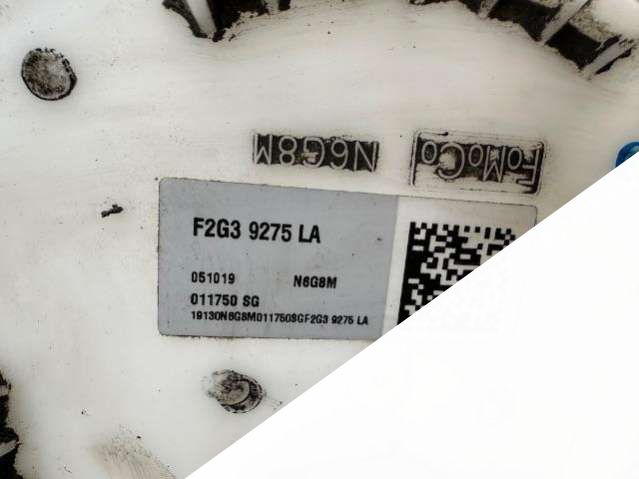 N6G8M FoMoCo
F2G3 9275 LA
051019 N6G8M
011750 SG
19130N6G8M011750SGF2G3 9275 LA